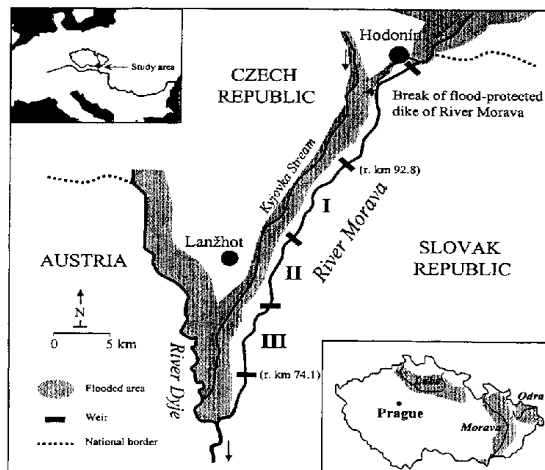 Study area
Hodonín
CZECH
REPUBLIC
Break of flood-protected
dike of River Morava
Kyjovka Stream
(r. km 92.8)
I
River Morava
Lanžhot
SLOVAK
REPUBLIC
AUSTRIA
II
N
0 5 km
III
River Dyje
(r. km 74.1)
Flooded area
Weir
National border
Odra
Prague
Morava